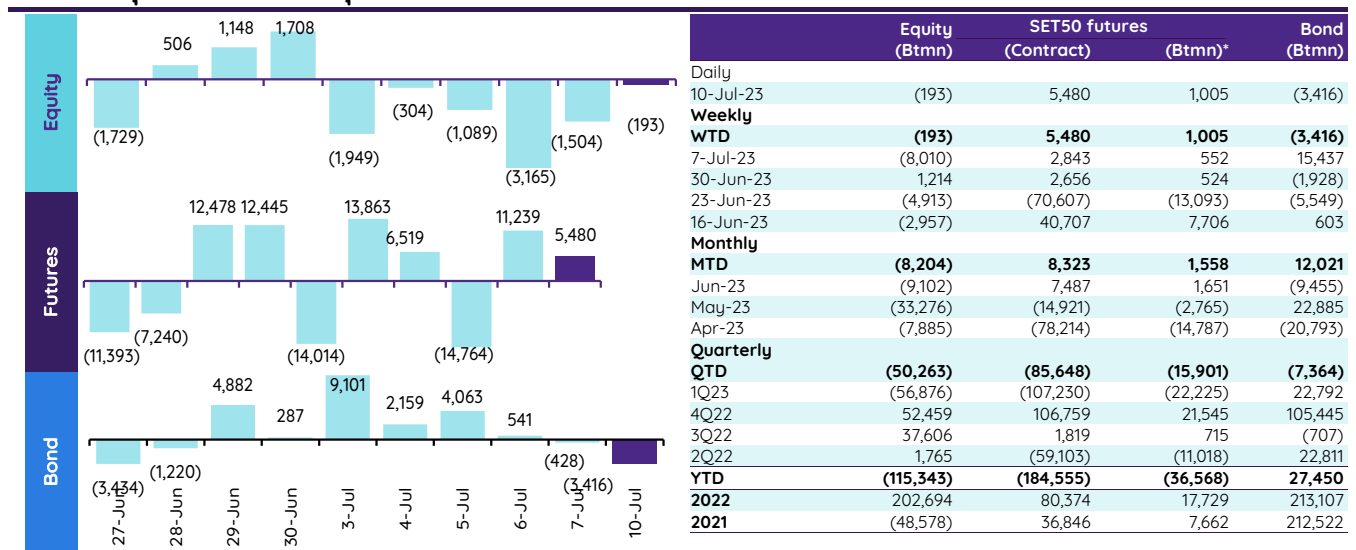 Equity
506
1,148
1,708
(1,729)
(1,949)
(304)
(1,089)
(3,165)
(1,504)
(193)
Futures
12,478
12,445
13,863
6,519
11,239
5,480
(11,393)
(7,240)
(14,014)
(14,764)
Bond
4,882
287
9,101
2,159
4,063
541
(3,434)
(1,220)
(428)
(3,416)
27-Jun
28-Jun
29-Jun
30-Jun
3-Jul
4-Jul
5-Jul
6-Jul
7-Jul
10-Jul
Equity SET50 futures Bond
(Btmn) (Contract) (Btmn)* (Btmn)
Daily
10-Jul-23 (193) 5,480 1,005 (3,416)
Weekly
WTD (193) 5,480 1,005 (3,416)
7-Jul-23 (8,010) 2,843 552 15,437
30-Jun-23 1,214 2,656 524 (1,928)
23-Jun-23 (4,913) (70,607) (13,093) (5,549)
16-Jun-23 (2,957) 40,707 7,706 603
Monthly
MTD (8,204) 8,323 1,558 12,021
Jun-23 (9,102) 7,487 1,651 (9,455)
May-23 (33,276) (14,921) (2,765) 22,885
Apr-23 (7,885) (78,214) (14,787) (20,793)
Quarterly
QTD (50,263) (85,648) (15,901) (7,364)
1Q23 (56,876) (107,230) (22,225) 22,792
4Q22 52,459 106,759 21,545 105,445
3Q22 37,606 1,819 715 (707)
2Q22 1,765 (59,103) (11,018) 22,811
YTD (115,343) (184,555) (36,568) 27,450
2022 202,694 80,374 17,729 213,107
2021 (48,578) 36,846 7,662 212,522